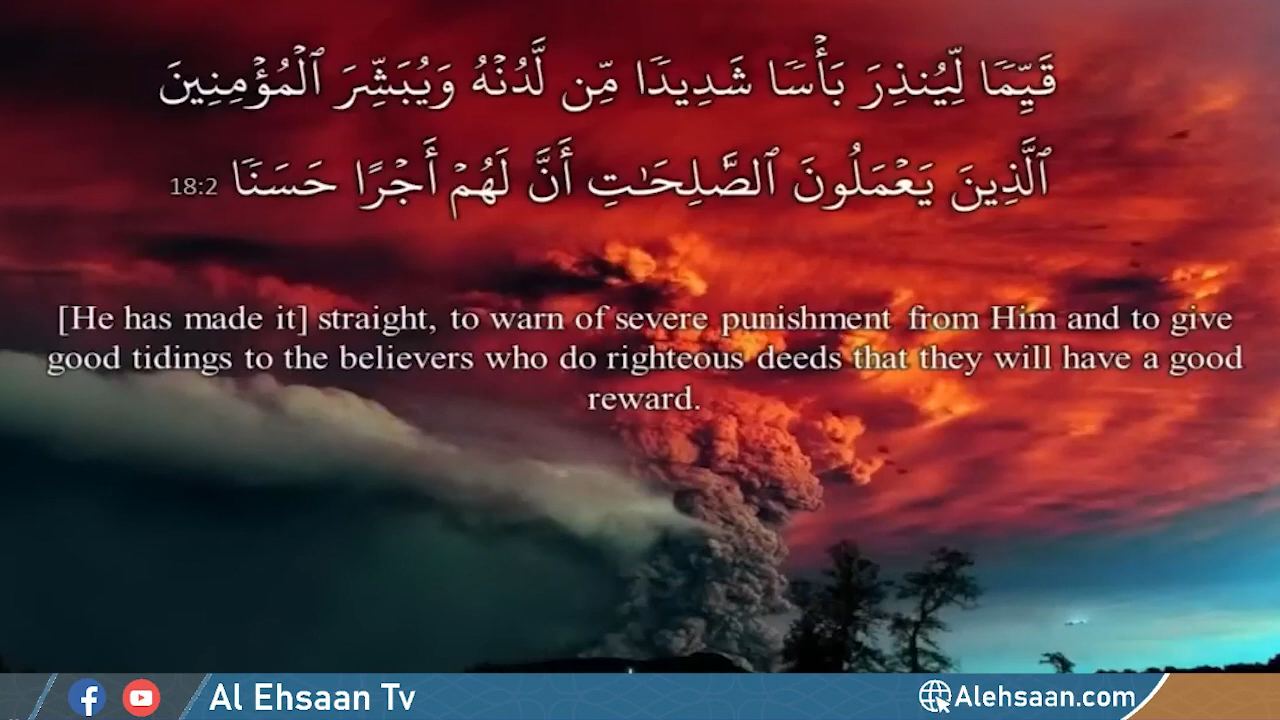 قَيِّمٗا لِّيُنذِرَ بَأۡسٗا شَدِيدٗا مِّن لَّدُنۡهُ وَيُبَشِّرَ ٱلۡمُؤۡمِنِينَ
ٱلَّذِينَ يَعۡمَلُونَ ٱلصَّٰلِحَٰتِ أَنَّ لَهُمۡ أَجۡرًا حَسَنٗا 18:2
[He has made it] straight, to warn of severe punishment from Him and to give
good tidings to the believers who do righteous deeds that they will have a good
reward.
Al Ehsaan Tv
Alehsaan.com